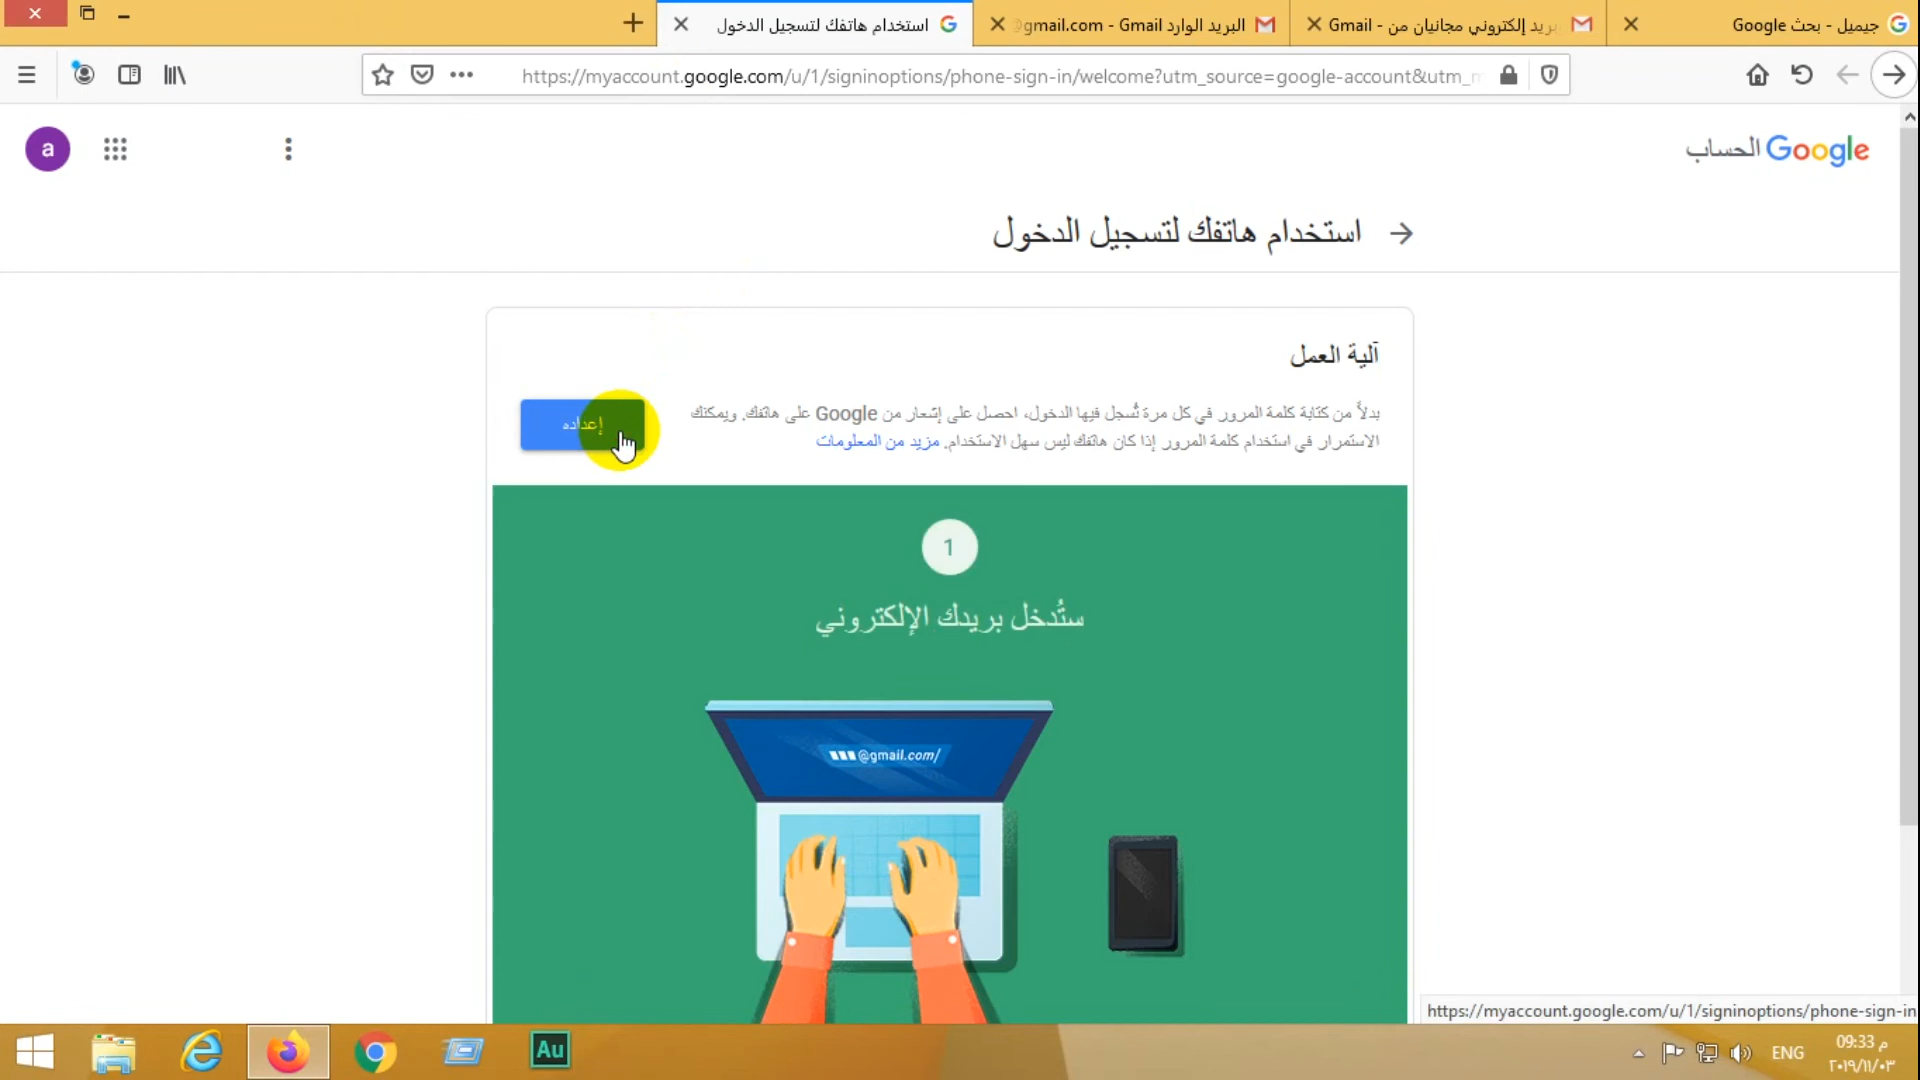 جيميل - بحث Google
بريد إلكتروني مجانيان من - Gmail
البريد الوارد gmail.com - Gmail@
استخدام هاتفك لتسجيل الدخول
https://myaccount.google.com/u/1/signinoptions/phone-sign-in/welcome?utm_source=google-account&utm_m
Google الحساب
a
استخدام هاتفك لتسجيل الدخول
آلية العمل
بدلاً من كتابة كلمة المرور في كل مرة تُسجل فيها الدخول، احصل على إشعار من Google على هاتفك. ويمكنك
الاستمرار في استخدام كلمة المرور إذا كان هاتفك ليس سهل الاستخدام. مزيد من المعلومات
إعداده
1
ستُدخل بريدك الإلكتروني
@gmail.com/
https://myaccount.google.com/u/1/signinoptions/phone-sign-in
Au
ENG
09:33 م
٢٠١٩/١١/٠٣